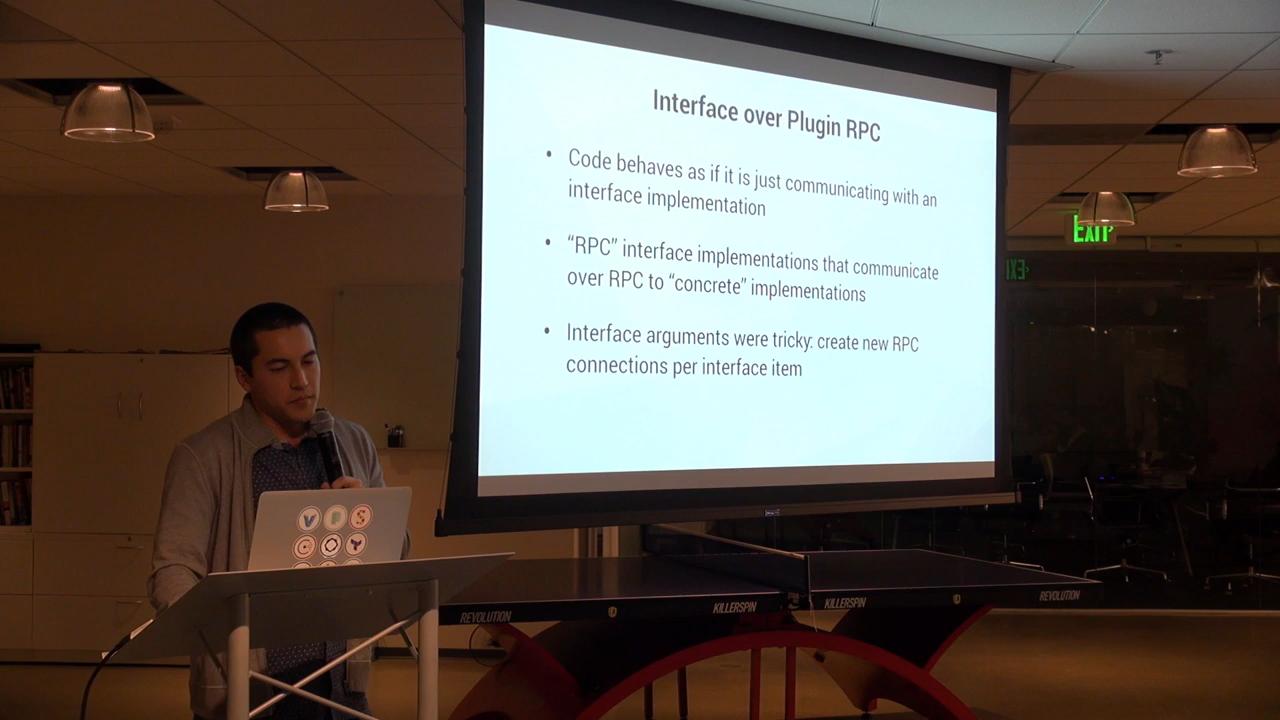 Interface over Plugin RPC
• Code behaves as if it is just communicating with an
interface implementation
• “RPC” interface implementations that communicate
over RPC to “concrete” implementations
• Interface arguments were tricky: create new RPC
connections per interface item
EXIT
EXI
V P S
C
REVOLUTION
KILLERSPIN
KILLERSPIN
REVOLUTION